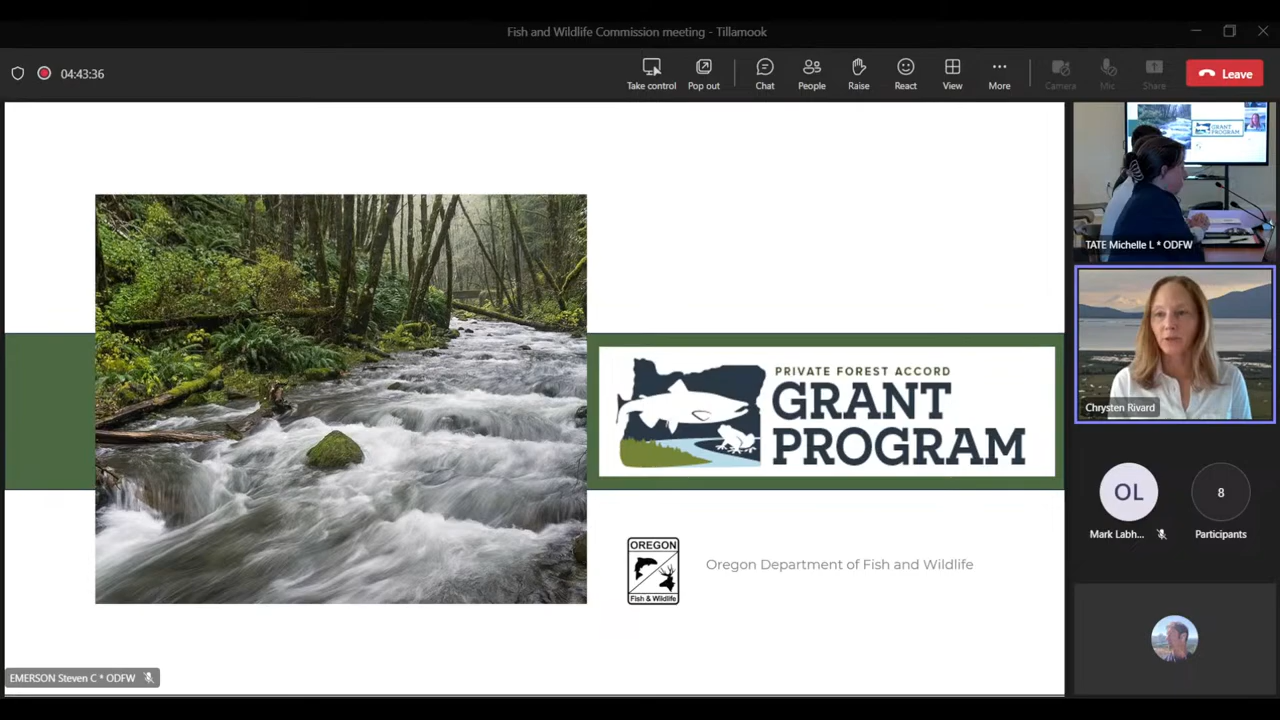 Fish and Wildlife Commission meeting - Tillamook
04:43:36
Take control
Pop out
Chat
People
Raise
React
View
More
Camera
Mic
Share
Leave
GRANT
PROGRAM
TATE Michelle L * ODFW
PRIVATE FOREST ACCORD
GRANT
PROGRAM
Chrysten Rivard
OL
8
Mark Labh...
Participants
OREGON
Fish & Wildlife
Oregon Department of Fish and Wildlife
EMERSON Steven C * ODFW